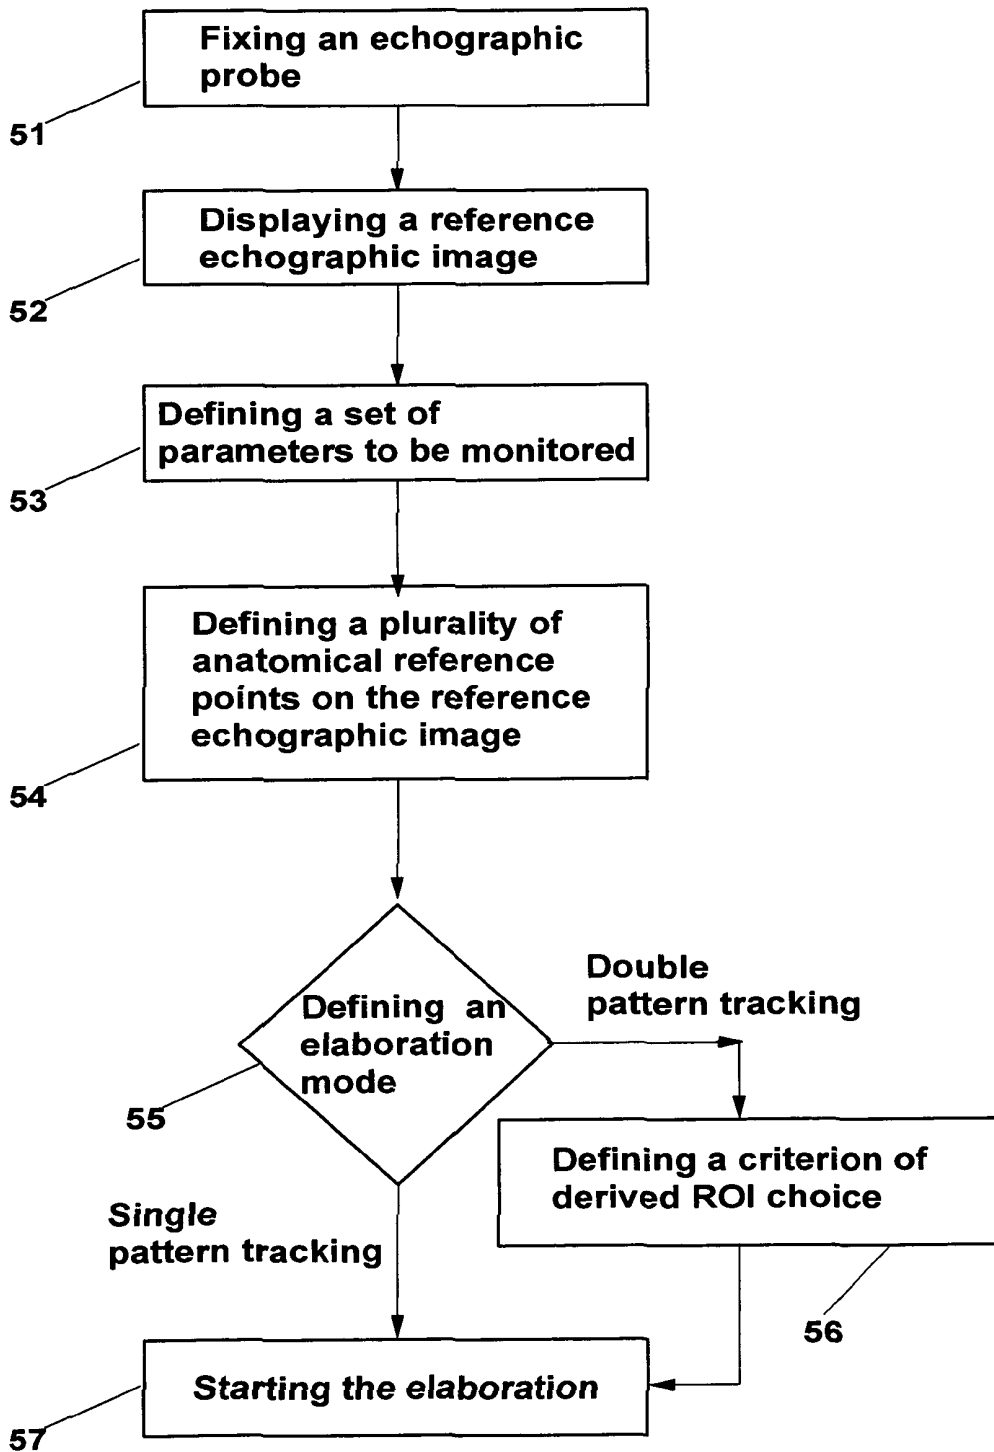 Fixing an echographic
probe
51
Displaying a reference
echographic image
52
Defining a set of
parameters to be monitored
53
Defining a plurality of
anatomical reference
points on the reference
echographic image
54
Double
pattern tracking
Defining an
elaboration
mode
55
Defining a criterion of
derived ROI choice
Single
pattern tracking
56
Starting the elaboration
57